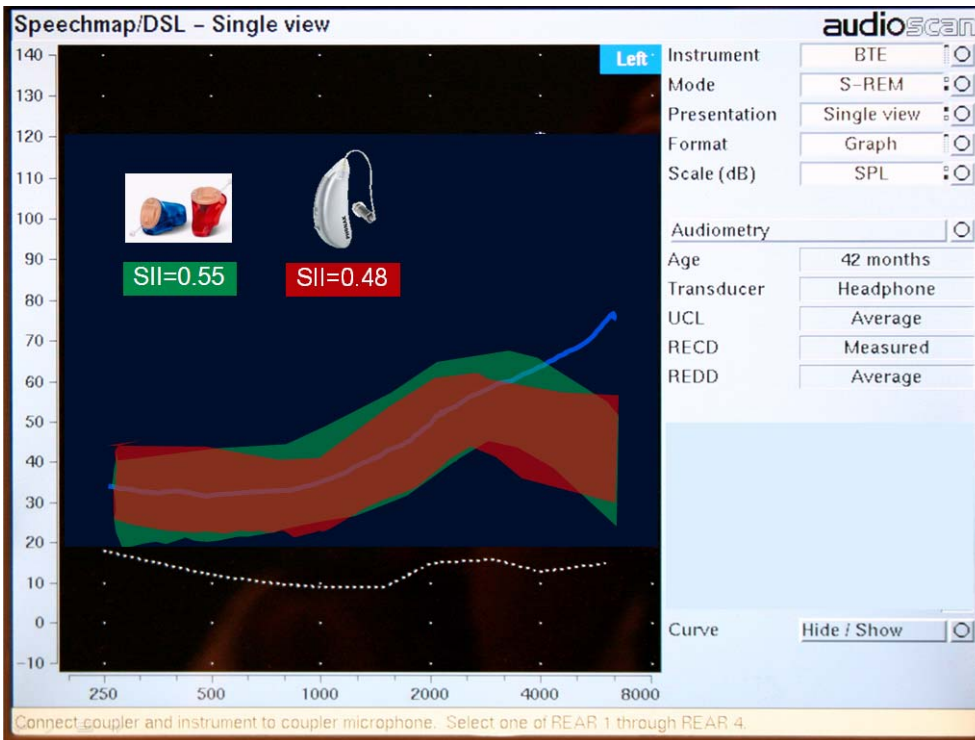 Speechmap/DSL – Single view
audioscan
Left
Instrument BTE
Mode S-REM
Presentation Single view
Format Graph
Scale (dB) SPL
Audiometry
Age 42 months
Transducer Headphone
UCL Average
RECD Measured
REDD Average
Curve Hide / Show
140
130
120
110
100
90
80
70
60
50
40
30
20
10
0
-10
PHONAK
SII=0.55
SII=0.48
250 500 1000 2000 4000 8000
Connect coupler and instrument to coupler microphone. Select one of REAR 1 through REAR 4.